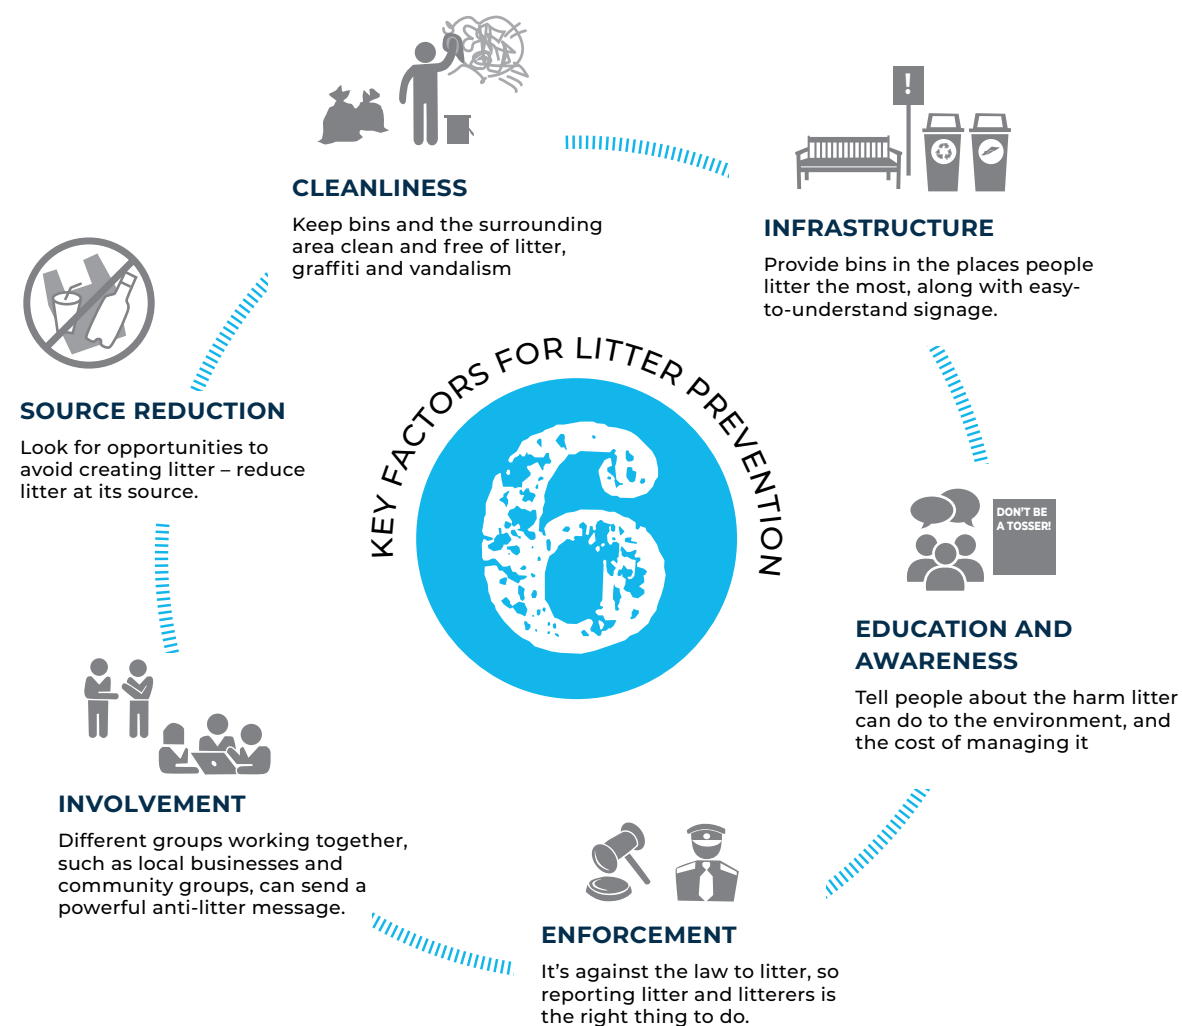 CLEANLINESS
Keep bins and the surrounding
area clean and free of litter,
graffiti and vandalism
!
INFRASTRUCTURE
Provide bins in the places people
litter the most, along with easy-
to-understand signage.
SOURCE REDUCTION
Look for opportunities to
avoid creating litter – reduce
litter at its source.
KEY FACTORS FOR LITTER PREVENTION
6
DON'T BE
A TOSSER!
EDUCATION AND
AWARENESS
Tell people about the harm litter
can do to the environment, and
the cost of managing it
INVOLVEMENT
Different groups working together,
such as local businesses and
community groups, can send a
powerful anti-litter message.
ENFORCEMENT
It’s against the law to litter, so
reporting litter and litterers is
the right thing to do.